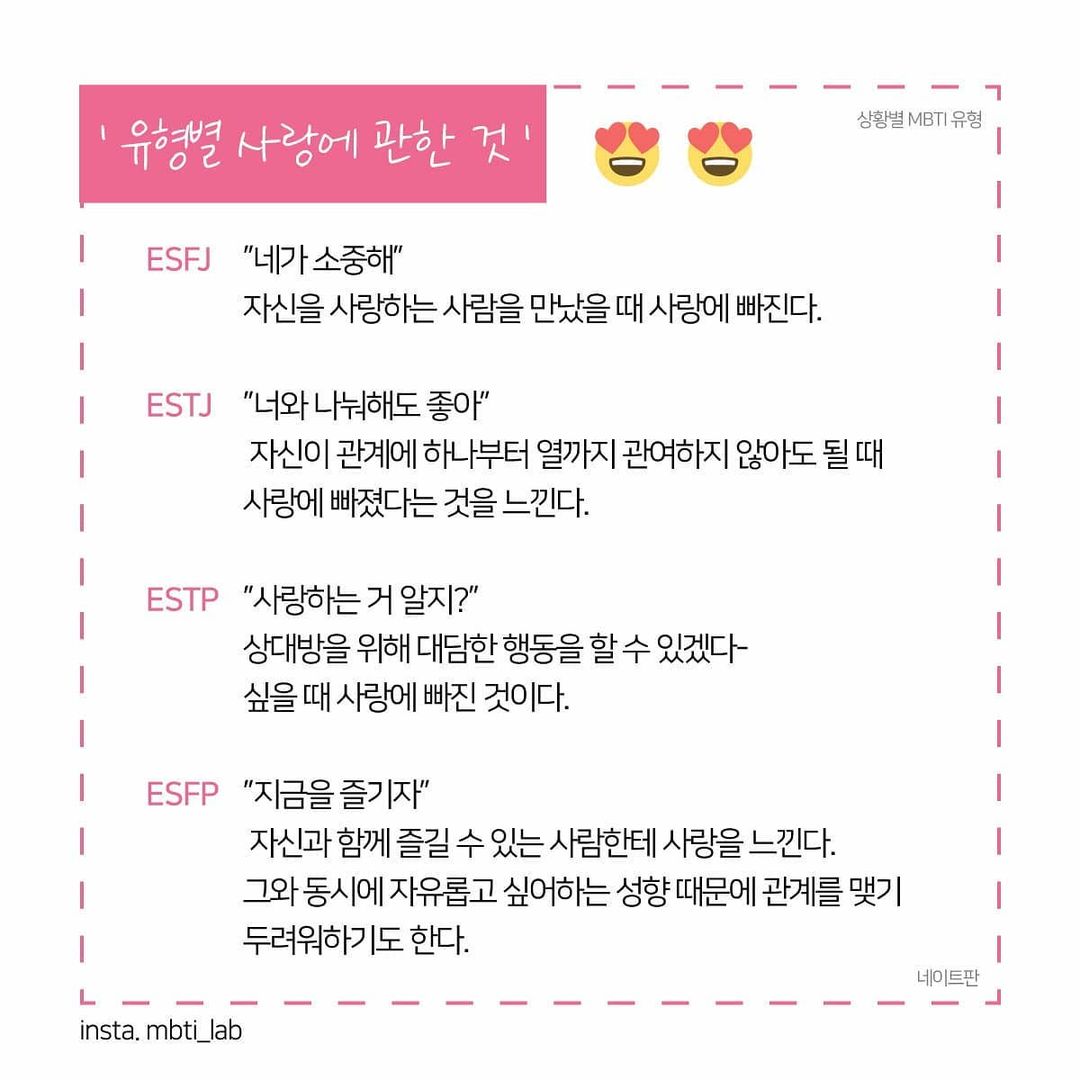 ' 유형별 사랑에 관한 것 '
상황별 MBTI 유형
ESFJ "네가 소중해"
자신을 사랑하는 사람을 만났을 때 사랑에 빠진다.
ESTJ "너와 나눠해도 좋아"
자신이 관계에 하나부터 열까지 관여하지 않아도 될 때
사랑에 빠졌다는 것을 느낀다.
ESTP "사랑하는 거 알지?"
상대방을 위해 대담한 행동을 할 수 있겠다-
싶을 때 사랑에 빠진 것이다.
ESFP "지금을 즐기자"
자신과 함께 즐길 수 있는 사람한테 사랑을 느낀다.
그와 동시에 자유롭고 싶어하는 성향 때문에 관계를 맺기
두려워하기도 한다.
네이트판
insta. mbti_lab